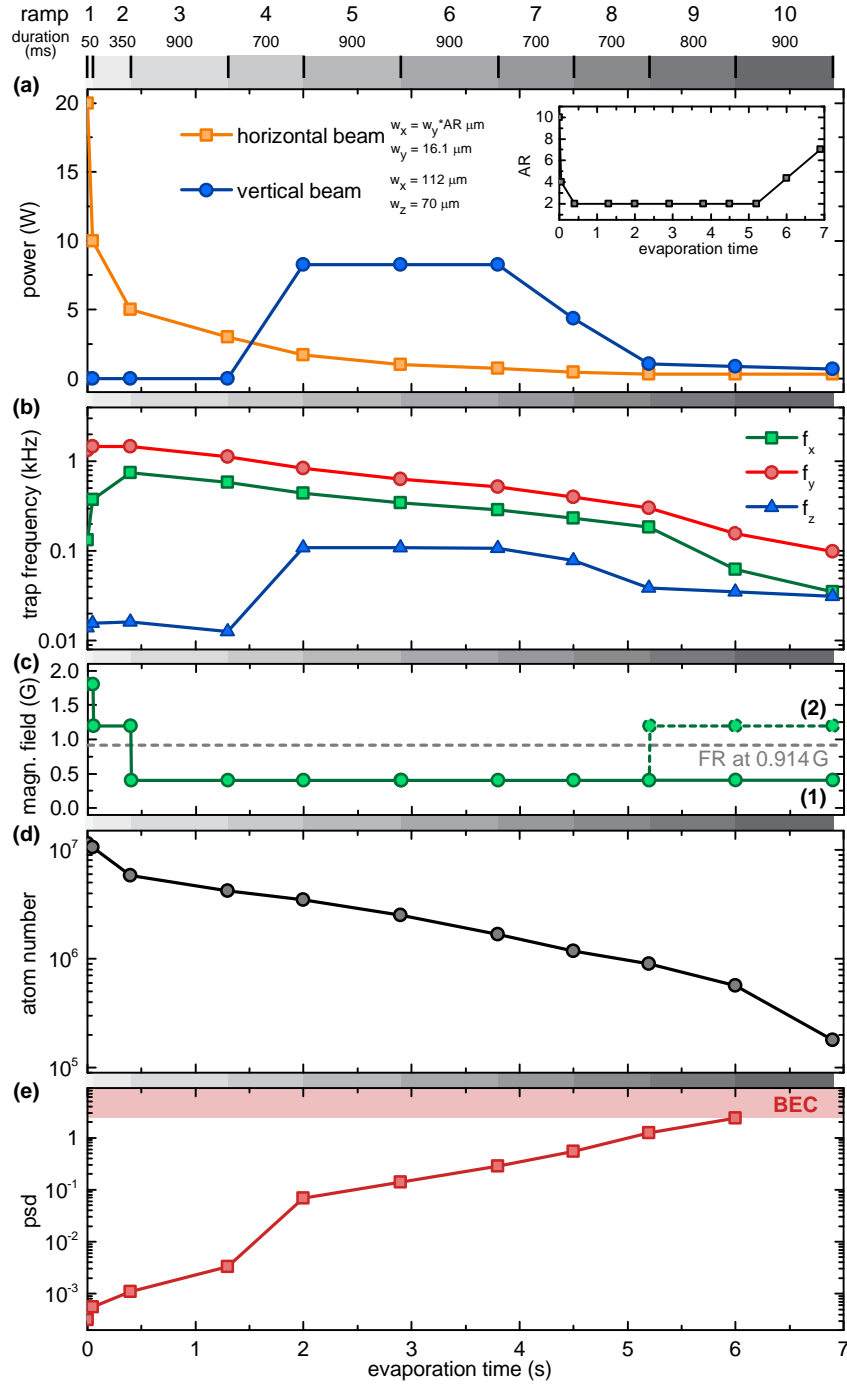 ramp 1 2 3 4 5 6 7 8 9 10
duration (ms) 50 350 900 700 900 900 700 700 800 900
(a)
20
15
10
5
0
power (W)
horizontal beam
w_x = w_y*AR μm
w_y = 16.1 μm
vertical beam
w_x = 112 μm
w_z = 70 μm
10
8
6
4
2
AR
0 1 2 3 4 5 6 7
evaporation time
(b)
1
0.1
0.01
trap frequency (kHz)
f_x
f_y
f_z
(c)
2.0
1.5
1.0
0.5
0.0
magn. field (G)
(2)
FR at 0.914 G
(1)
(d)
10^7
10^6
10^5
atom number
(e)
BEC
1
10^-1
10^-2
10^-3
psd
0 1 2 3 4 5 6 7
evaporation time (s)